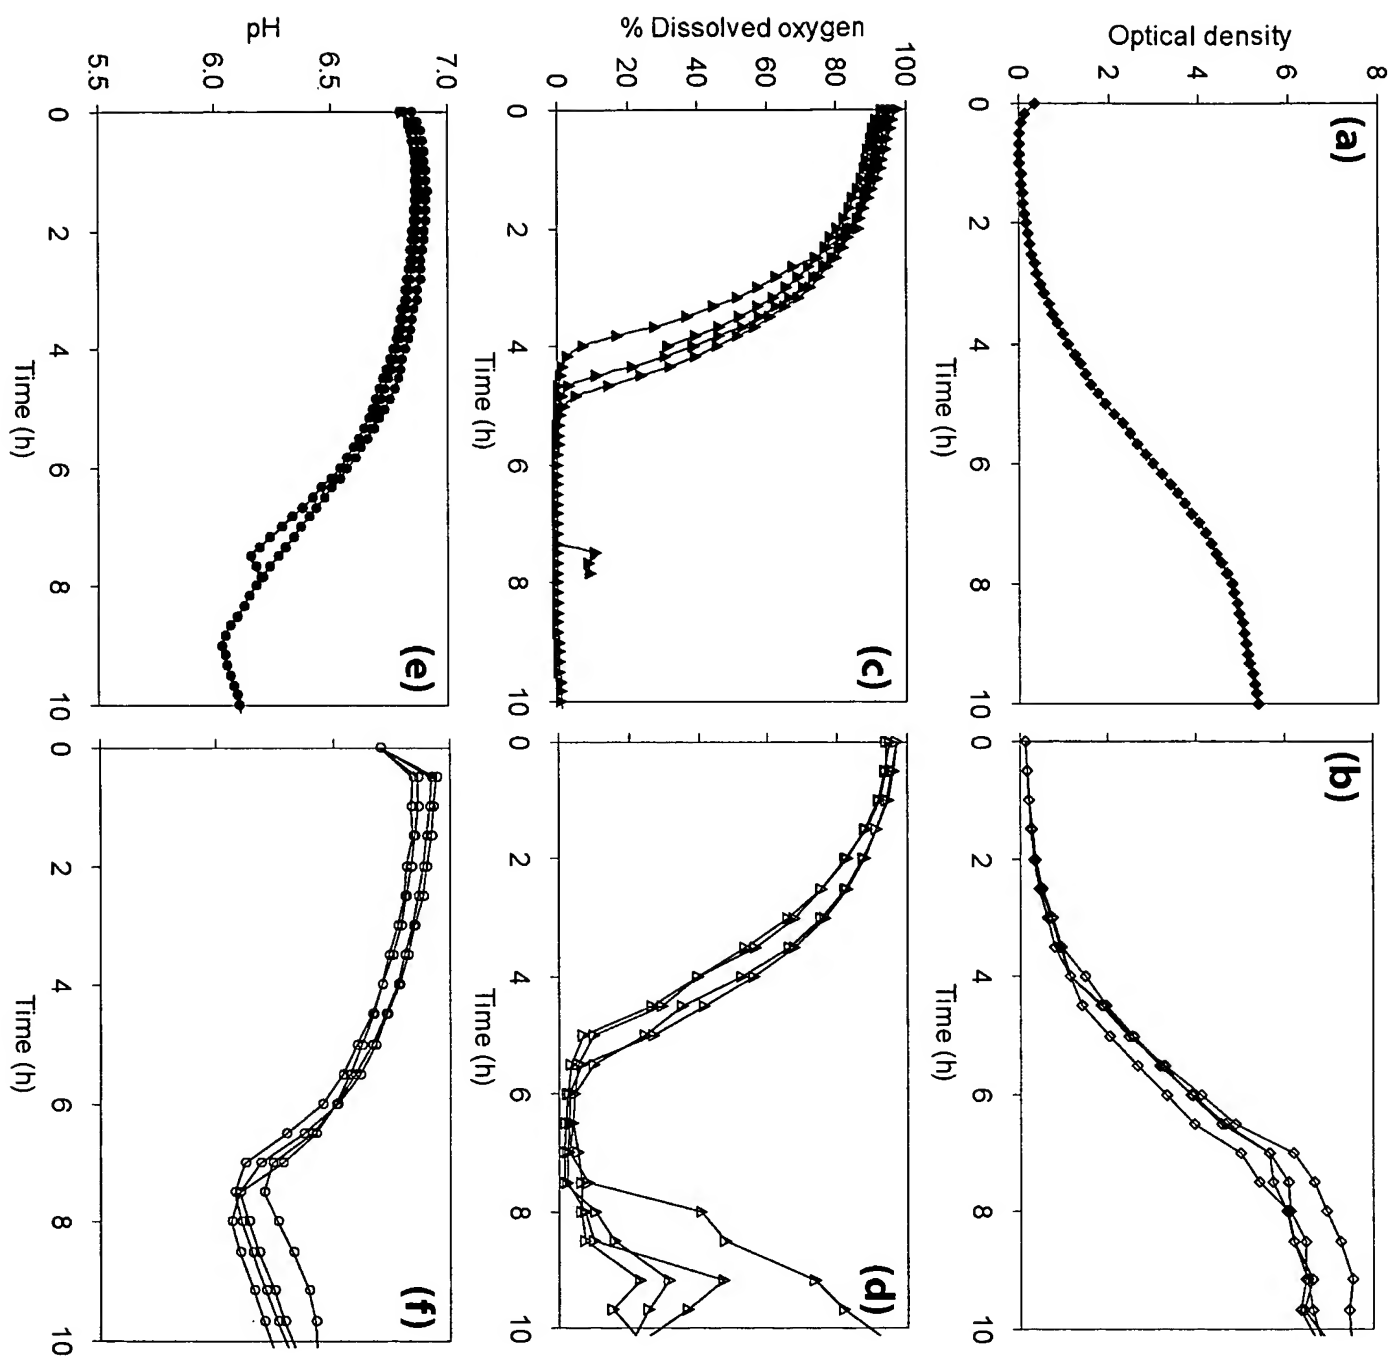 (a)
Optical density
0 2 4 6 8
0 2 4 6 8 10
Time (h)
(b)
0 2 4 6 8 10
Time (h)
(c)
% Dissolved oxygen
0 20 40 60 80 100
0 2 4 6 8 10
Time (h)
(d)
0 2 4 6 8 10
Time (h)
(e)
pH
5.5 6.0 6.5 7.0
0 2 4 6 8 10
Time (h)
(f)
0 2 4 6 8 10
Time (h)